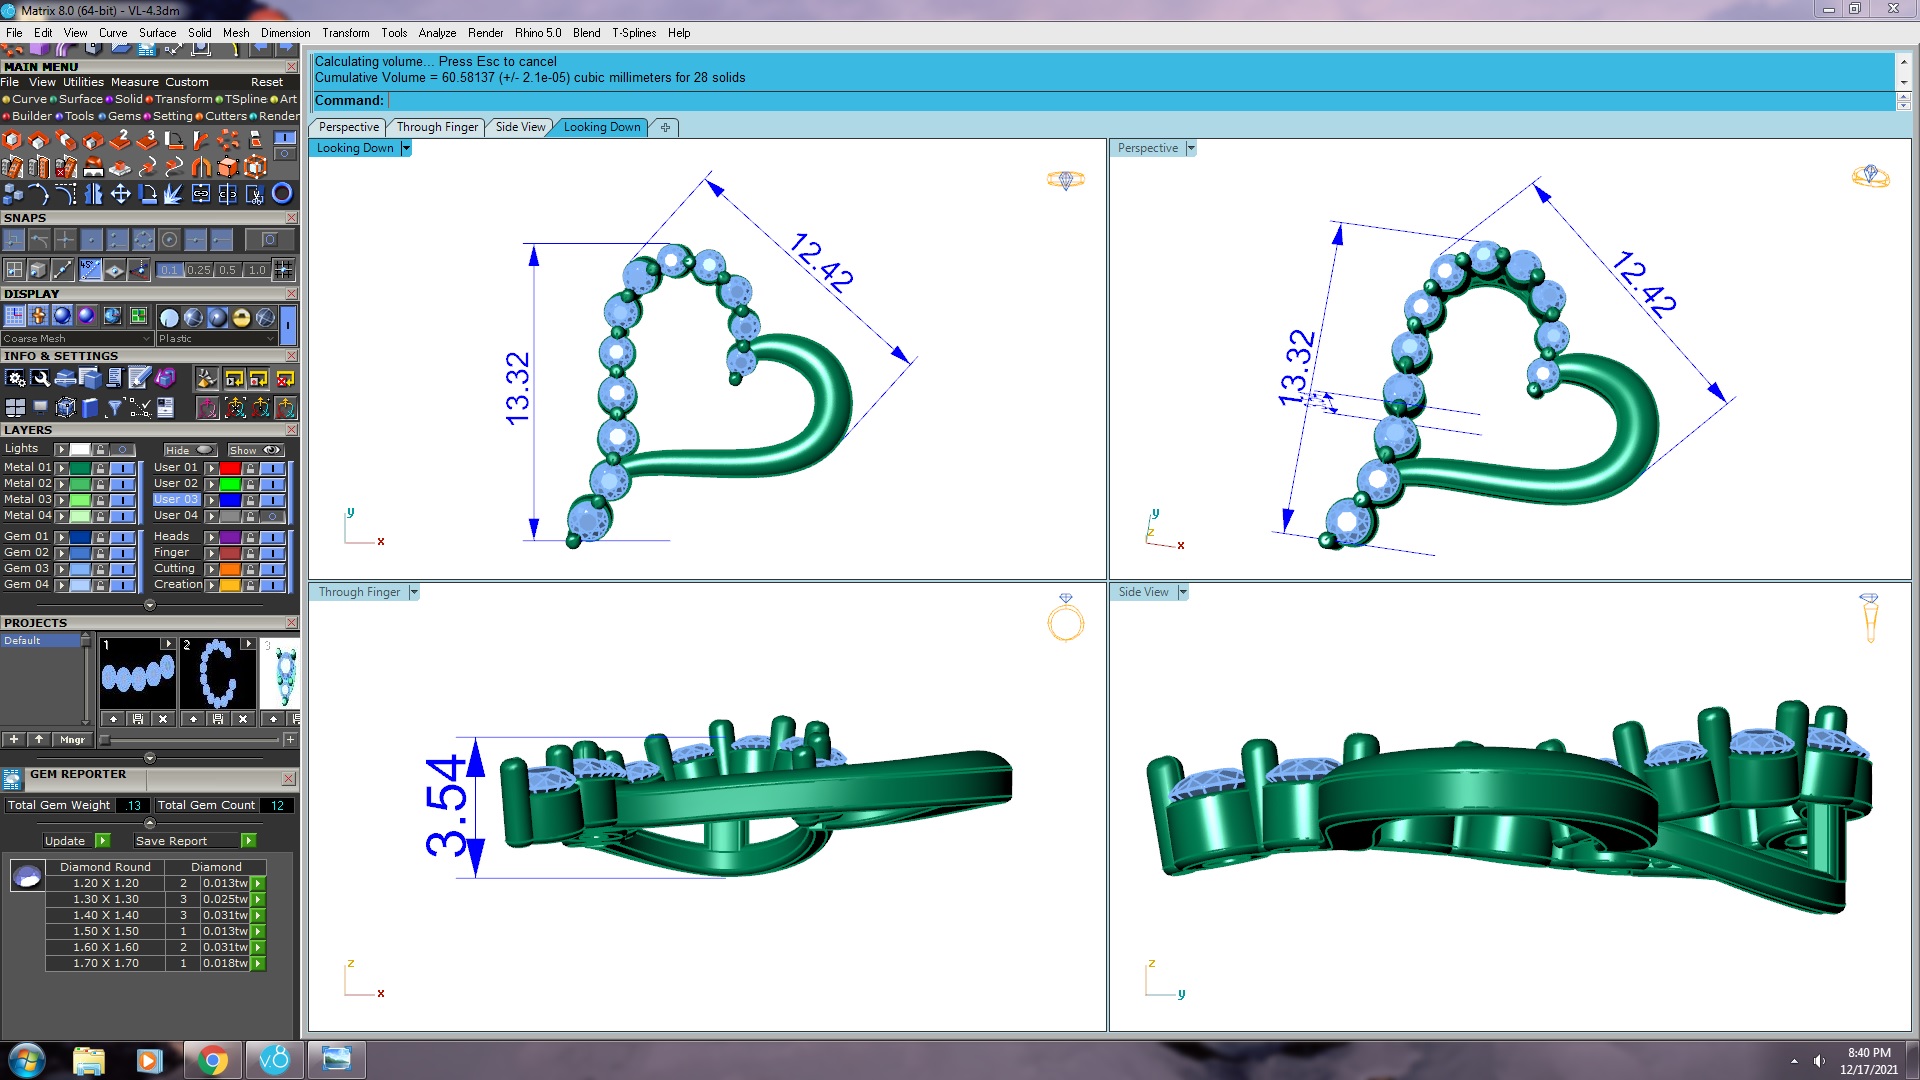 Matrix 8.0 (64-bit) - VL-4.3dm
File Edit View Curve Surface Solid Mesh Dimension Transform Tools Analyze Render Rhino 5.0 Blend T-Splines Help
MAIN MENU
File View Utilities Measure Custom Reset
Curve Surface Solid Transform TSpline Art
Builder Tools Gems Setting Cutters Render
2 3
SNAPS
45°
0.1 0.25 0.5 1.0
DISPLAY
Coarse Mesh Plastic
INFO & SETTINGS
LAYERS
Lights Hide Show
Metal 01 User 01
Metal 02 User 02
Metal 03 User 03
Metal 04 User 04
Gem 01 Heads
Gem 02 Finger
Gem 03 Cutting
Gem 04 Creation
PROJECTS
Default
1 2 3
+ Mngr +
GEM REPORTER
Total Gem Weight .13 Total Gem Count 12
Update Save Report
Diamond Round Diamond
1.20 X 1.20 2 0.013tw
1.30 X 1.30 3 0.025tw
1.40 X 1.40 3 0.031tw
1.50 X 1.50 1 0.013tw
1.60 X 1.60 2 0.031tw
1.70 X 1.70 1 0.018tw
Calculating volume... Press Esc to cancel
Cumulative Volume = 60.58137 (+/- 2.1e-05) cubic millimeters for 28 solids
Command:
Perspective Through Finger Side View Looking Down
Looking Down
12.42
13.32
y
x
Perspective
12.42
13.32
y
z
x
Through Finger
3.54
z
x
Side View
z
y
v8
8:40 PM
12/17/2021